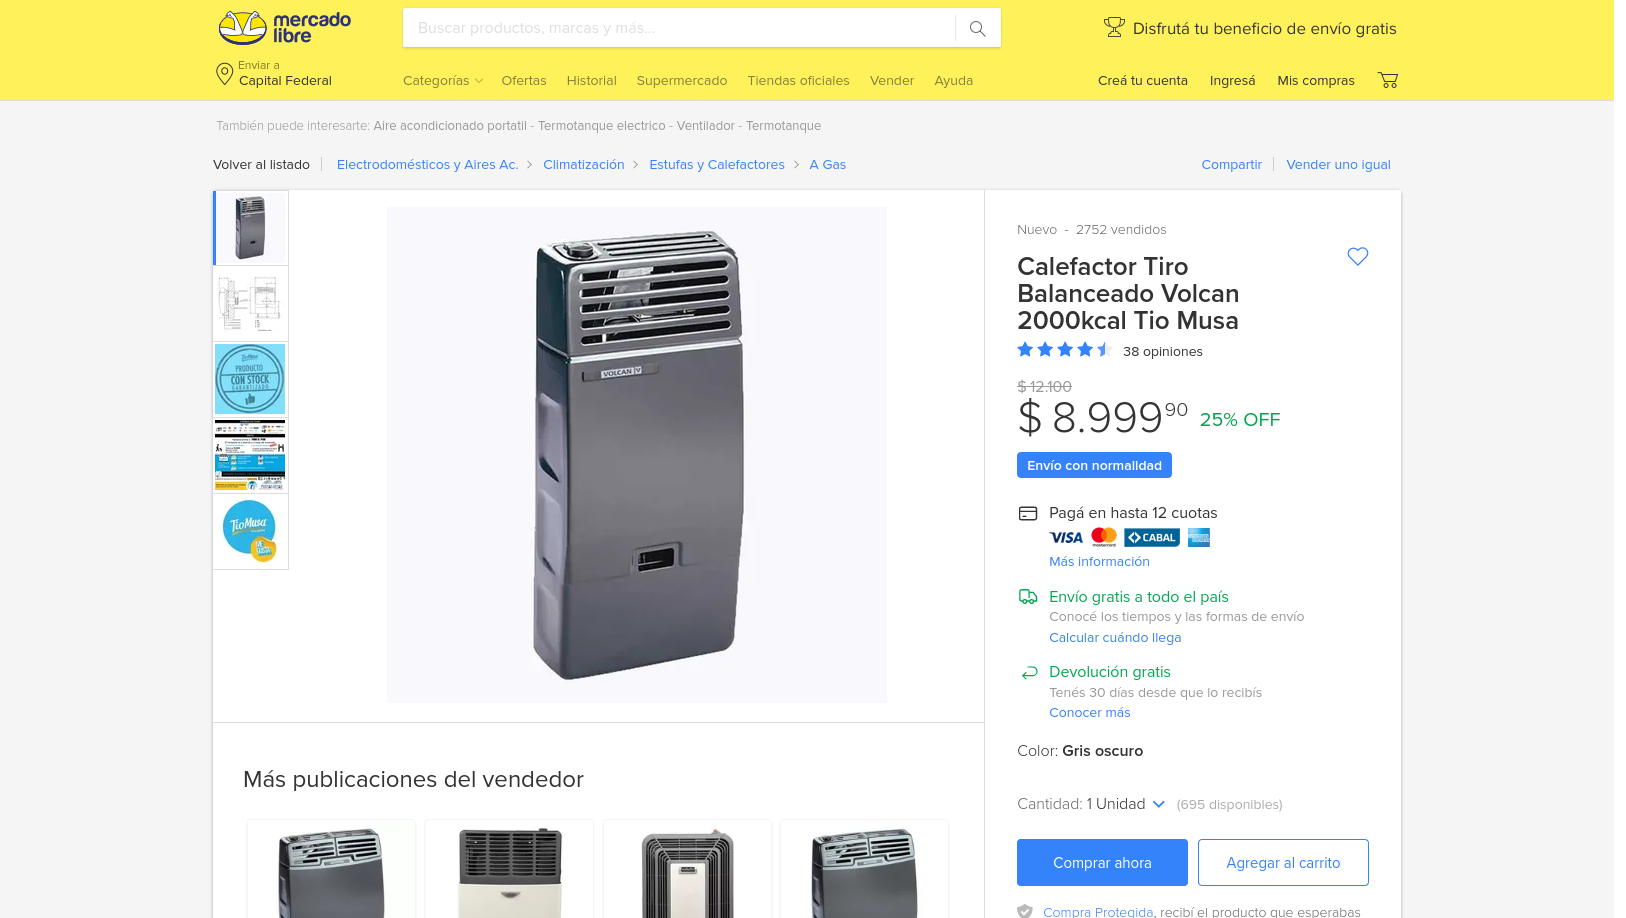 mercado
libre
Buscar productos, marcas y más...
Disfrutá tu beneficio de envío gratis
Enviar a
Capital Federal
Categorías
Ofertas
Historial
Supermercado
Tiendas oficiales
Vender
Ayuda
Creá tu cuenta
Ingresá
Mis compras
También puede interesarte: Aire acondicionado portatil - Termotanque electrico - Ventilador - Termotanque
Volver al listado
Electrodomésticos y Aires Ac.
Climatización
Estufas y Calefactores
A Gas
Compartir
Vender uno igual
TioMusa
PRODUCTO
CON STOCK
GARANTIZADO
TioMusa
VOLCAN
Nuevo - 2752 vendidos
Calefactor Tiro
Balanceado Volcan
2000kcal Tio Musa
38 opiniones
$ 12.100
$ 8.999 90 25% OFF
Envío con normalidad
Pagá en hasta 12 cuotas
VISA
mastercard
CABAL
Más información
Envío gratis a todo el país
Conocé los tiempos y las formas de envío
Calcular cuándo llega
Devolución gratis
Tenés 30 días desde que lo recibís
Conocer más
Color: Gris oscuro
Cantidad: 1 Unidad (695 disponibles)
Comprar ahora
Agregar al carrito
Compra Protegida, recibí el producto que esperabas
Más publicaciones del vendedor